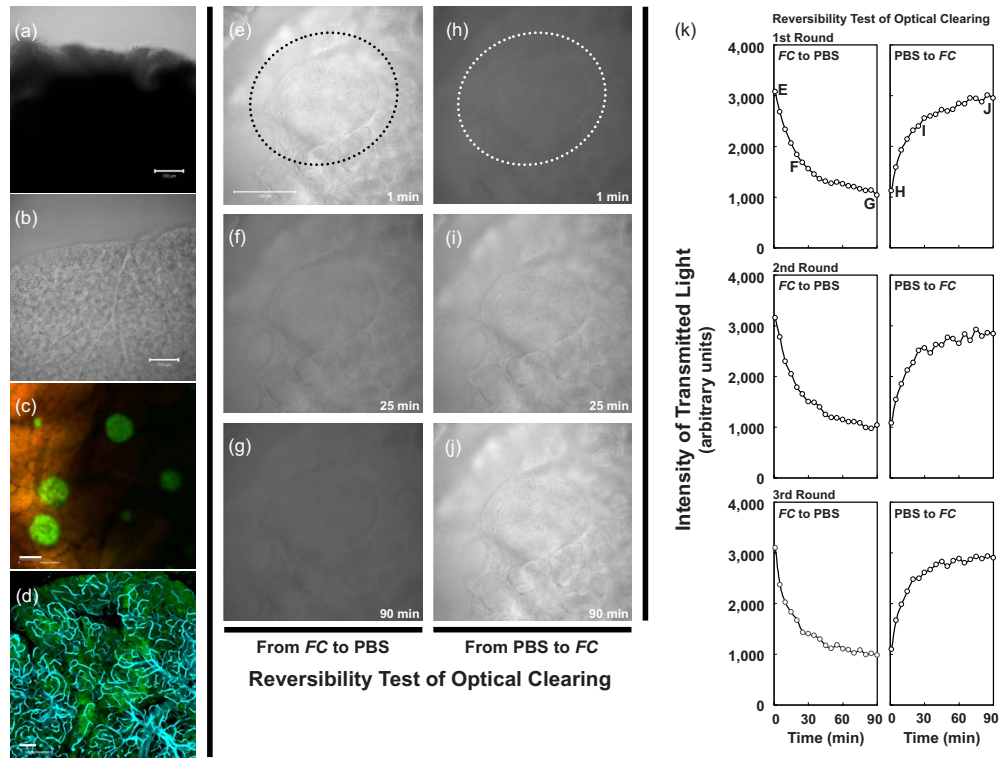 (a)
100 µm
(b)
(c)
(d)
(e)
1 min
(f)
25 min
(g)
90 min
From FC to PBS
(h)
1 min
(i)
25 min
(j)
90 min
From PBS to FC
Reversibility Test of Optical Clearing
(k)
Reversibility Test of Optical Clearing
1st Round
FC to PBS
PBS to FC
4,000
3,000
2,000
1,000
0
E
F
G
H
I
J
2nd Round
FC to PBS
PBS to FC
4,000
3,000
2,000
1,000
0
3rd Round
FC to PBS
PBS to FC
4,000
3,000
2,000
1,000
0
0 30 60 90
0 30 60 90
Time (min)
Time (min)
Intensity of Transmitted Light
(arbitrary units)